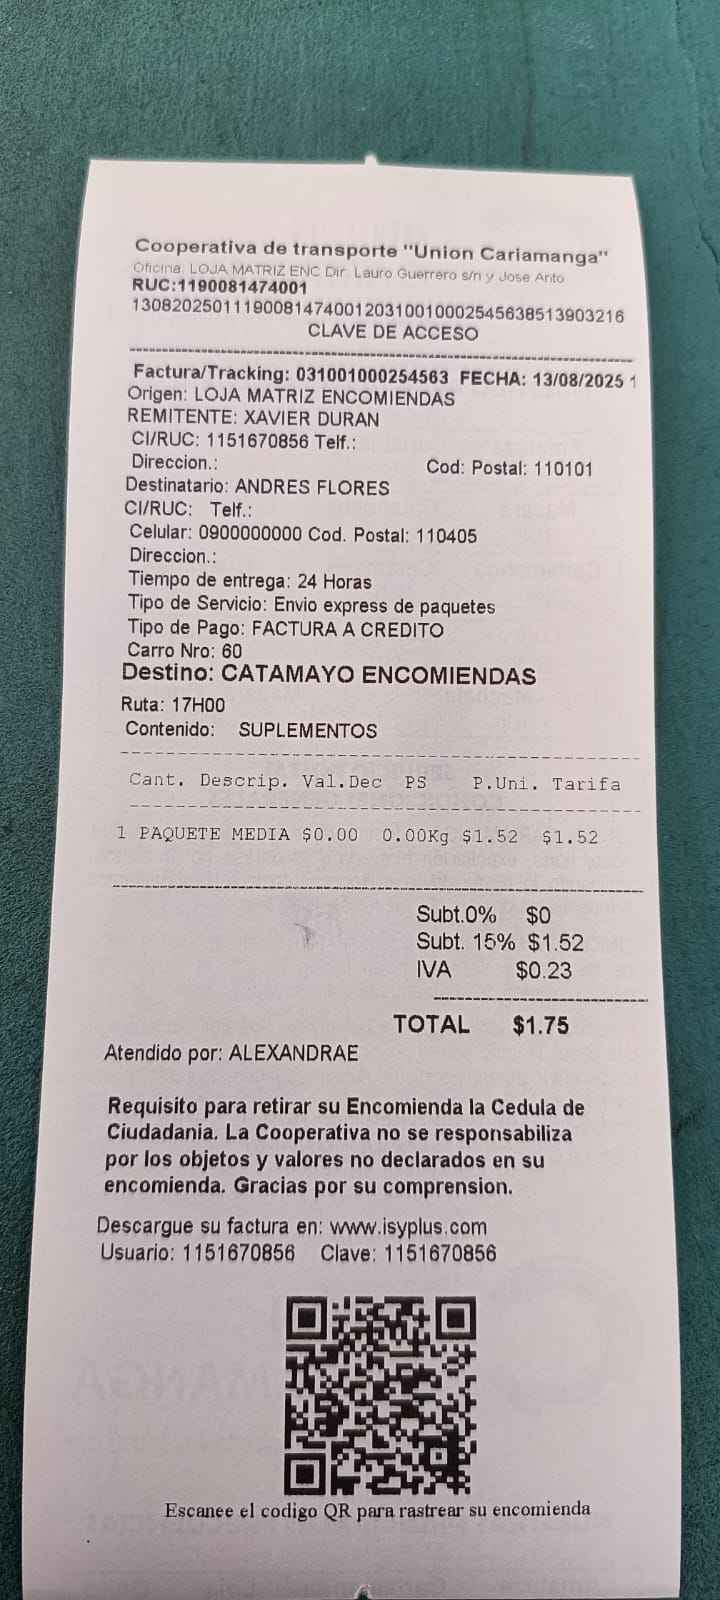 Cooperativa de transporte "Union Cariamanga"
Oficina: LOJA MATRIZ ENC Dir: Lauro Guerrero s/n y Jose Anto
RUC:1190081474001
1308202501119008147400120310010002545638513903216
CLAVE DE ACCESO
Factura/Tracking: 031001000254563 FECHA: 13/08/2025 1
Origen: LOJA MATRIZ ENCOMIENDAS
REMITENTE: XAVIER DURAN
CI/RUC: 1151670856 Telf.:
Direccion.: Cod: Postal: 110101
Destinatario: ANDRES FLORES
CI/RUC: Telf.:
Celular: 0900000000 Cod. Postal: 110405
Direccion.:
Tiempo de entrega: 24 Horas
Tipo de Servicio: Envio express de paquetes
Tipo de Pago: FACTURA A CREDITO
Carro Nro: 60
Destino: CATAMAYO ENCOMIENDAS
Ruta: 17H00
Contenido: SUPLEMENTOS
Cant. Descrip. Val.Dec PS P.Uni. Tarifa
1 PAQUETE MEDIA $0.00 0.00Kg $1.52 $1.52
Subt.0% $0
Subt. 15% $1.52
IVA $0.23
TOTAL $1.75
Atendido por: ALEXANDRAE
Requisito para retirar su Encomienda la Cedula de
Ciudadania. La Cooperativa no se responsabiliza
por los objetos y valores no declarados en su
encomienda. Gracias por su comprension.
Descargue su factura en: www.isyplus.com
Usuario: 1151670856 Clave: 1151670856
Escanee el codigo QR para rastrear su encomienda